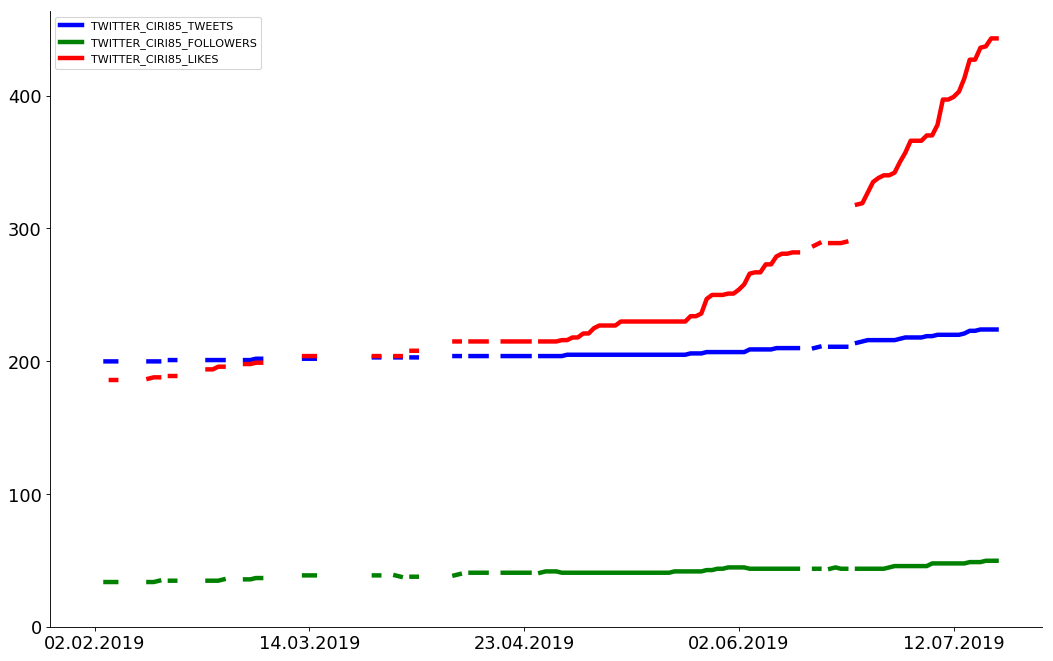 TWITTER_CIRI85_TWEETS
TWITTER_CIRI85_FOLLOWERS
TWITTER_CIRI85_LIKES
400
300
200
100
0
02.02.2019 14.03.2019 23.04.2019 02.06.2019 12.07.2019